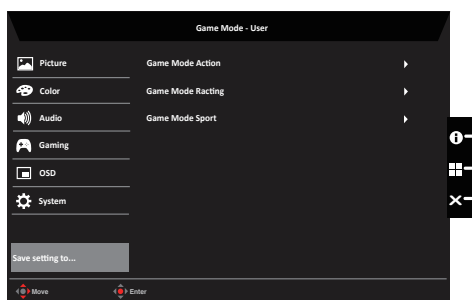 Game Mode - User
Picture
Color
Audio
Gaming
OSD
System
Save setting to...
Game Mode Action
Game Mode Racting
Game Mode Sport
Move
Enter